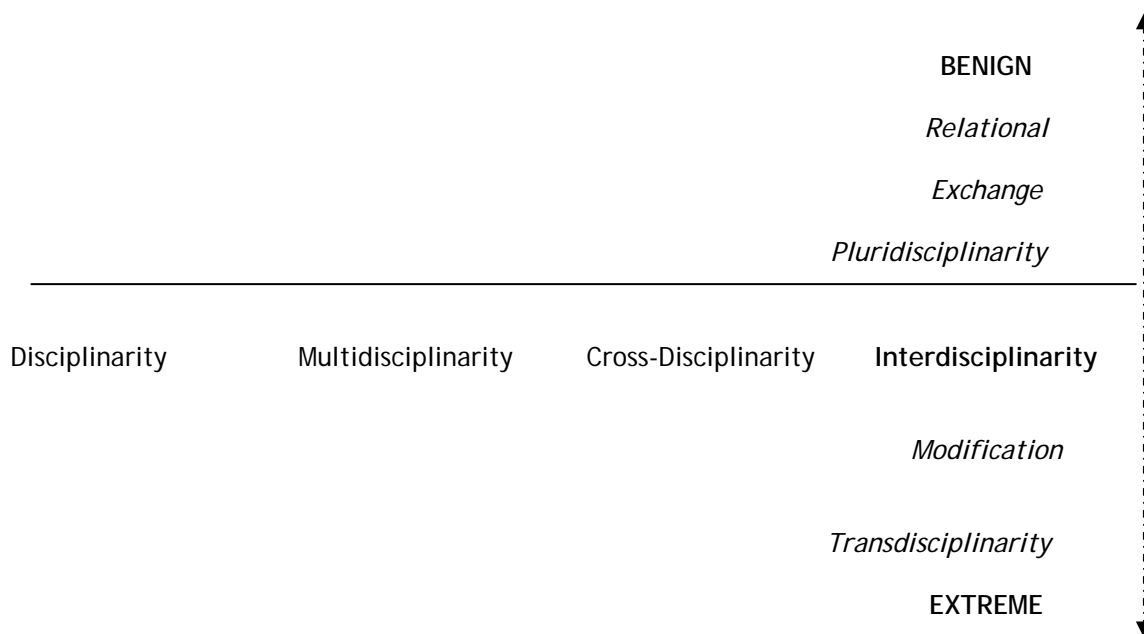 BENIGN
Relational
Exchange
Pluridisciplinarity
Disciplinarity Multidisciplinarity Cross-Disciplinarity Interdisciplinarity
Modification
Transdisciplinarity
EXTREME